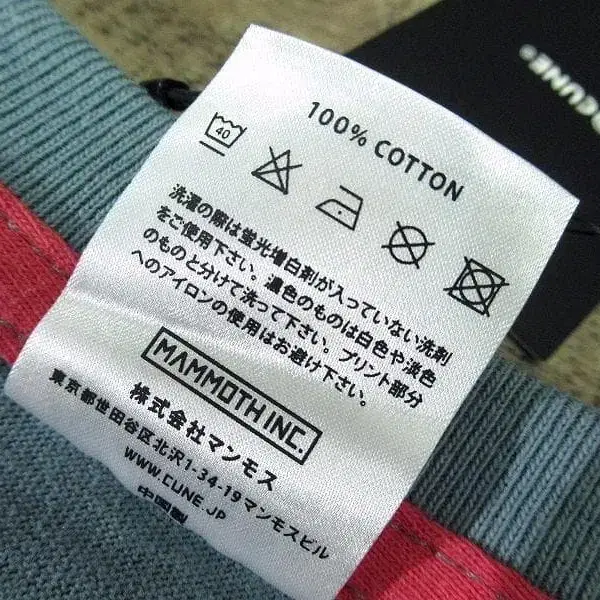 CUNE®
100% COTTON
40
洗濯の際は蛍光増白剤が入っていない洗剤
をご使用下さい。濃色のものは白色や淡色
のものと分けて洗って下さい。プリント部分
へのアイロンの使用はお避け下さい。
MAMMOTH INC.
株式会社マンモス
東京都世田谷区北沢1-34-19マンモスビル
WWW.CUNE.JP
中国製